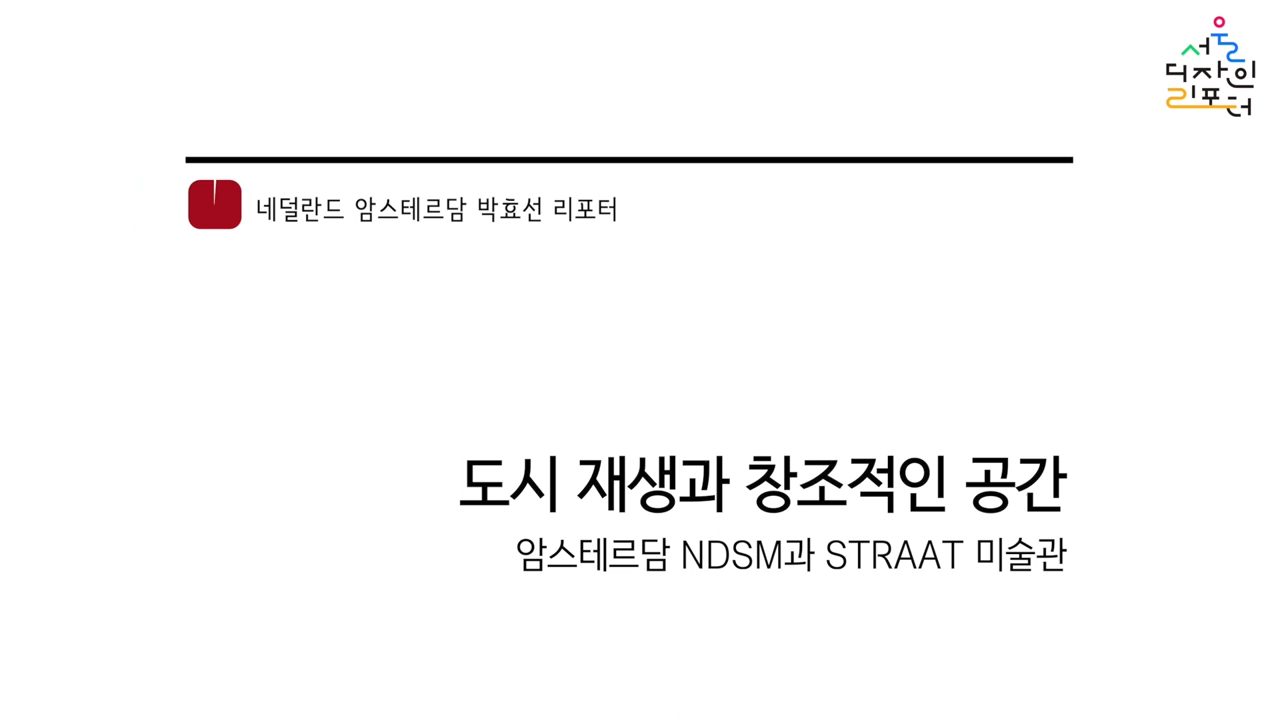 서울
디자인
리포터
네덜란드 암스테르담 박효선 리포터
도시 재생과 창조적인 공간
암스테르담 NDSM과 STRAAT 미술관